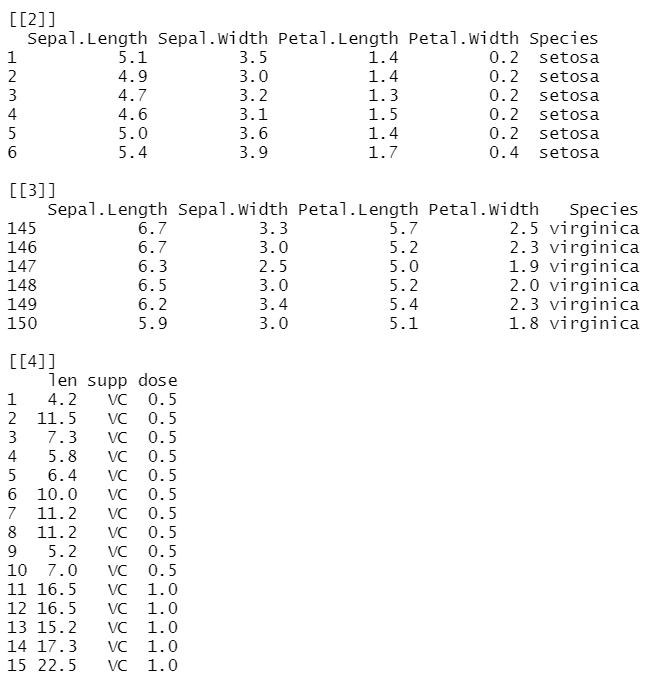 [[2]]
  Sepal.Length Sepal.Width Petal.Length Petal.Width Species
1          5.1         3.5          1.4         0.2  setosa
2          4.9         3.0          1.4         0.2  setosa
3          4.7         3.2          1.3         0.2  setosa
4          4.6         3.1          1.5         0.2  setosa
5          5.0         3.6          1.4         0.2  setosa
6          5.4         3.9          1.7         0.4  setosa

[[3]]
    Sepal.Length Sepal.Width Petal.Length Petal.Width   Species
145          6.7         3.3          5.7         2.5 virginica
146          6.7         3.0          5.2         2.3 virginica
147          6.3         2.5          5.0         1.9 virginica
148          6.5         3.0          5.2         2.0 virginica
149          6.2         3.4          5.4         2.3 virginica
150          5.9         3.0          5.1         1.8 virginica

[[4]]
    len supp dose
1   4.2   VC  0.5
2  11.5   VC  0.5
3   7.3   VC  0.5
4   5.8   VC  0.5
5   6.4   VC  0.5
6  10.0   VC  0.5
7  11.2   VC  0.5
8  11.2   VC  0.5
9   5.2   VC  0.5
10  7.0   VC  0.5
11 16.5   VC  1.0
12 16.5   VC  1.0
13 15.2   VC  1.0
14 17.3   VC  1.0
15 22.5   VC  1.0